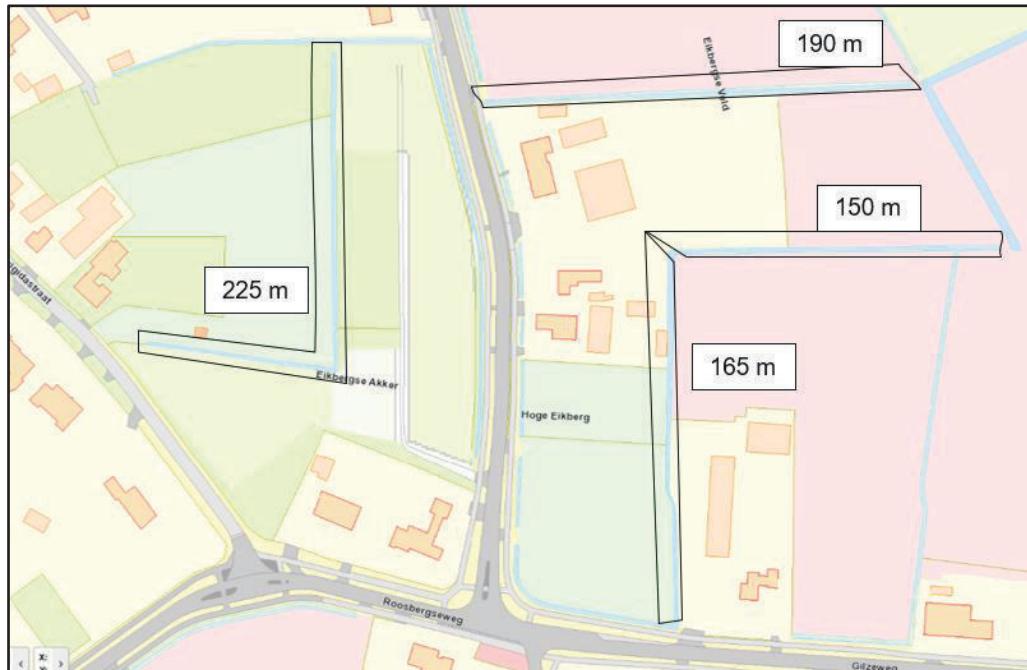 190 m
Eikbergse Veld
150 m
225 m
Eikbergse Akker
165 m
Hoge Eikberg
Roosbergseweg
Gilzeweg
X: